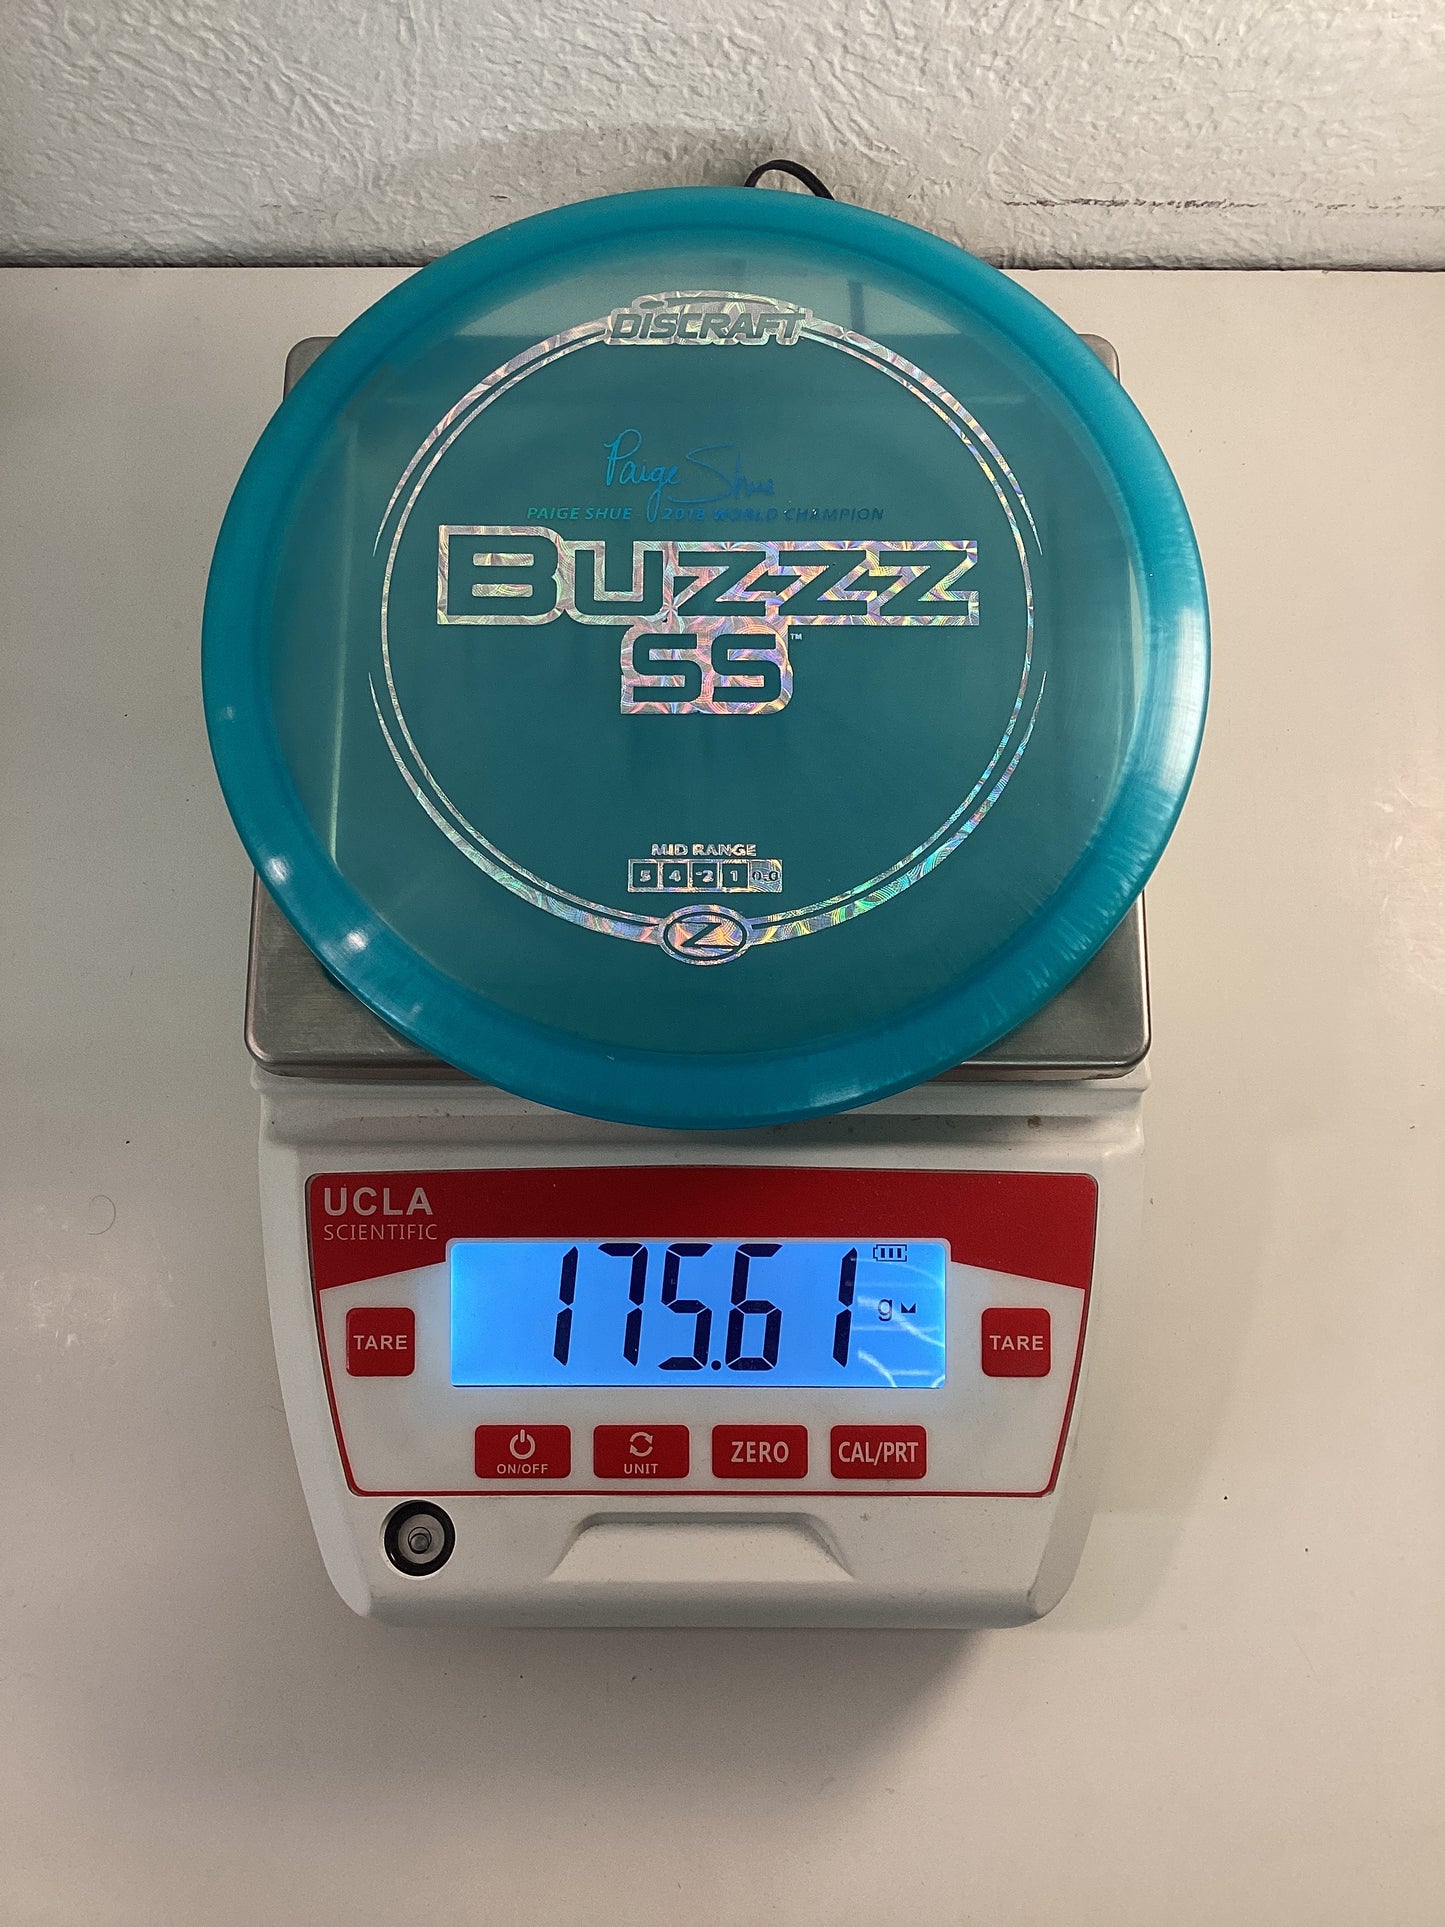 DISCRAFT
Paige Shue
PAIGE SHUE - 2018 WORLD CHAMPION
BUZZZ
SS™
MID RANGE
5 4 -2 1
Z
UCLA
SCIENTIFIC
175.61 g
TARE
TARE
ON/OFF
UNIT
ZERO
CAL/PRT